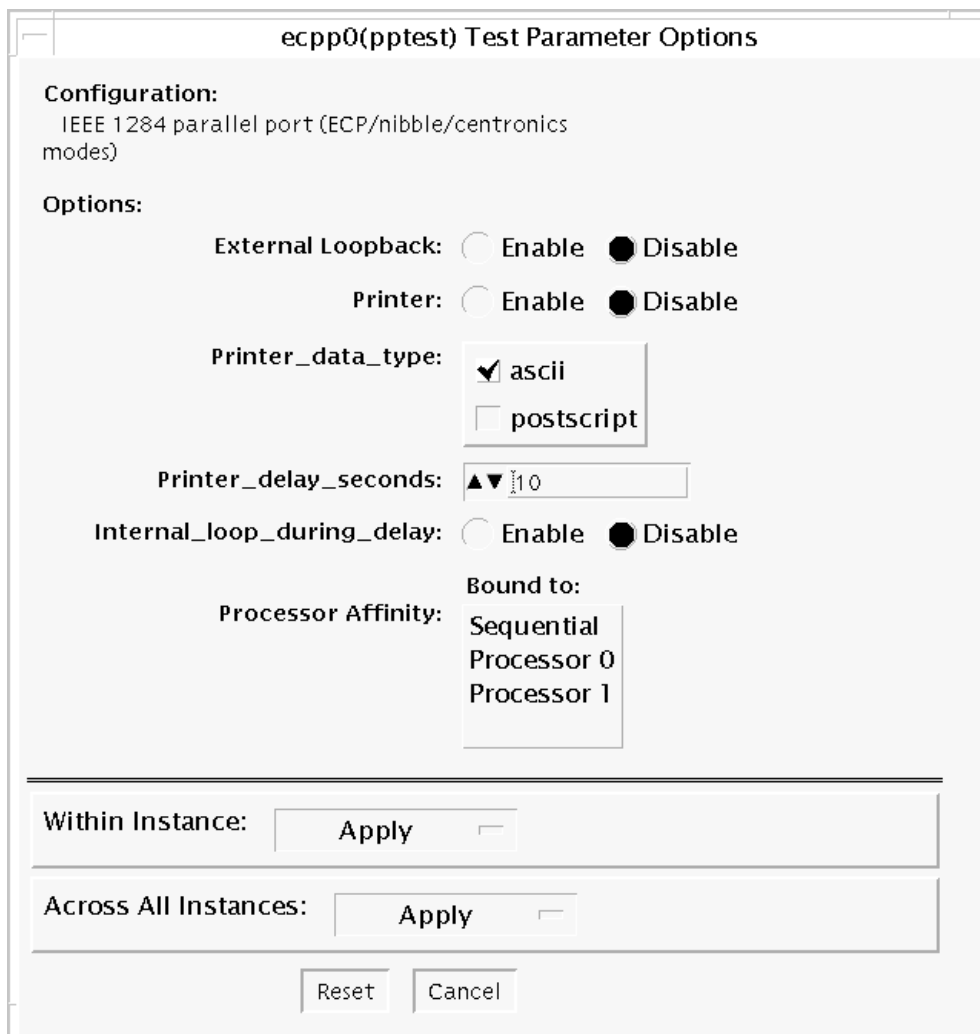 ecpp0(pptest) Test Parameter Options
Configuration:
IEEE 1284 parallel port (ECP/nibble/centronics
modes)
Options:
External Loopback: Enable Disable
Printer: Enable Disable
Printer_data_type: ascii
postscript
Printer_delay_seconds: 10
Internal_loop_during_delay: Enable Disable
Bound to:
Processor Affinity:
Sequential
Processor 0
Processor 1
Within Instance: Apply
Across All Instances: Apply
Reset Cancel